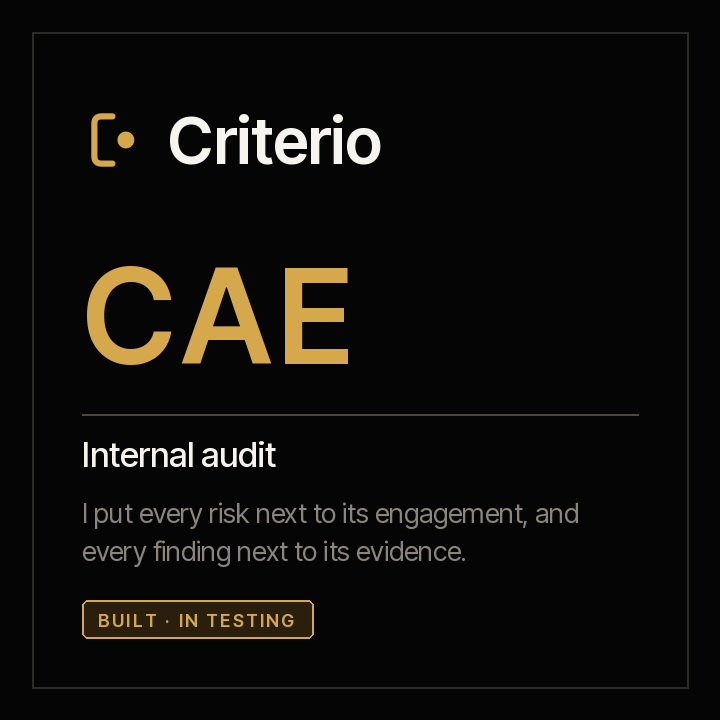 Criterio
CAE
Internal audit
I put every risk next to its engagement, and
every finding next to its evidence.
BUILT · IN TESTING